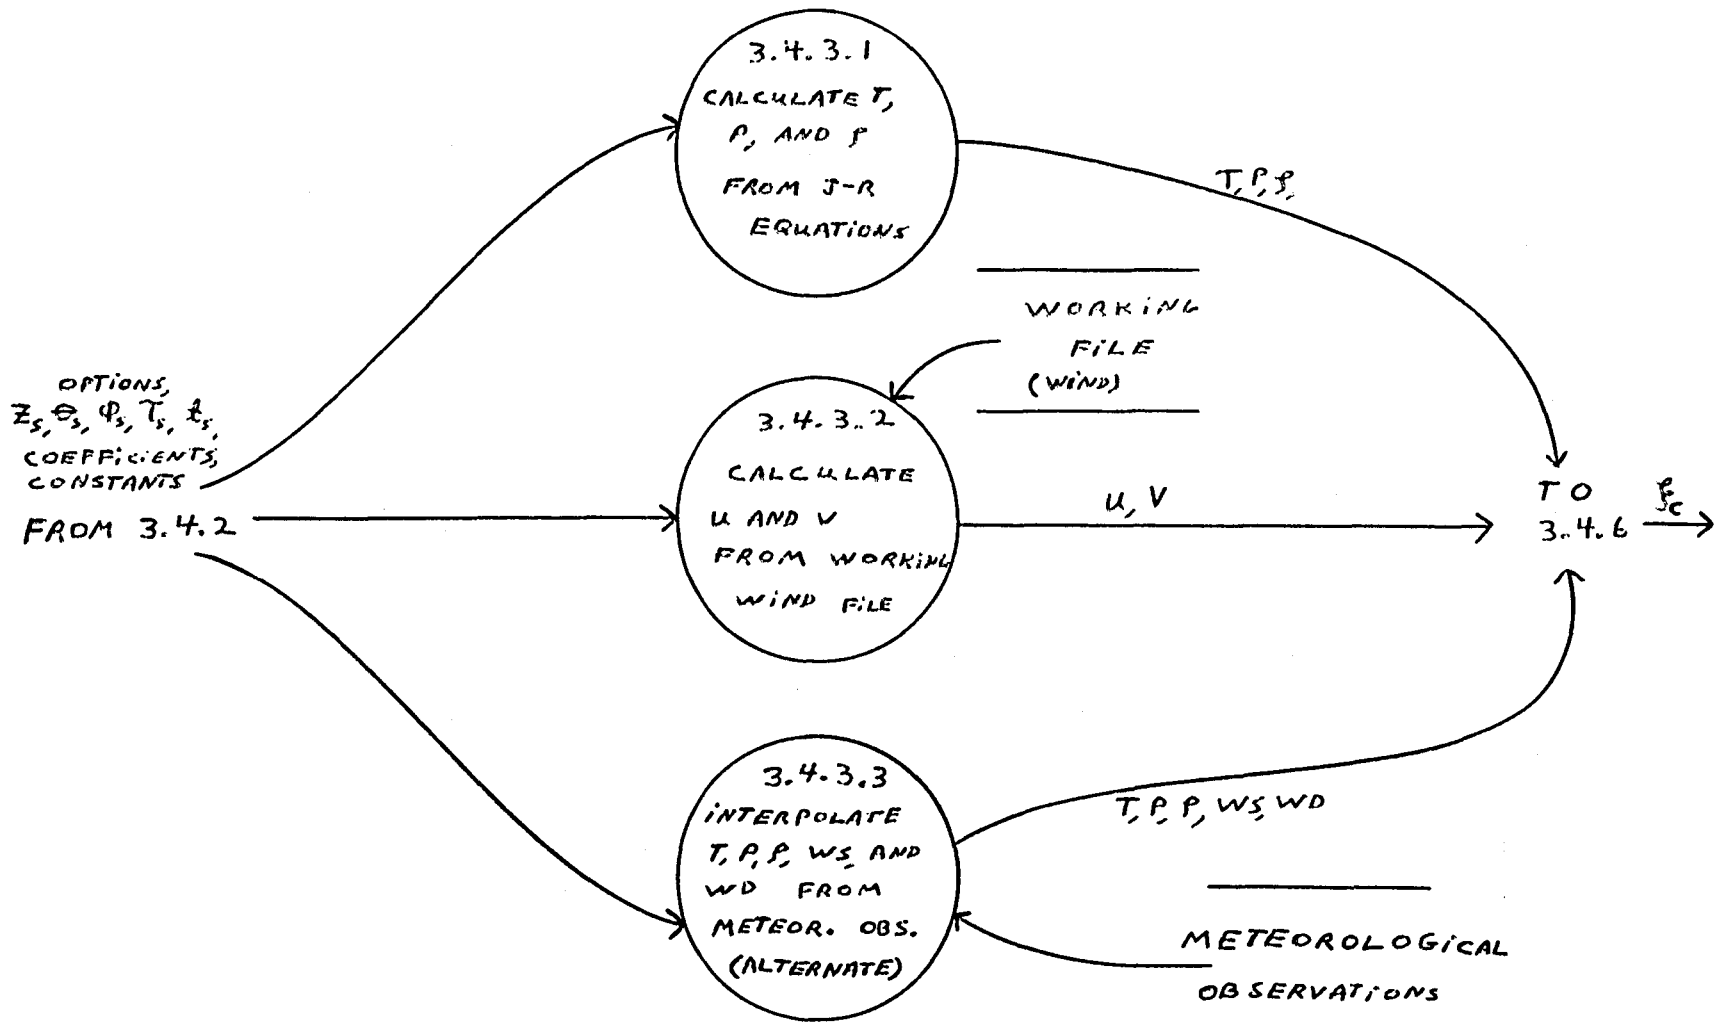 3.4.3.1
CALCULATE T,
P, AND ρ
FROM J-R
EQUATIONS
T, P, ρ,
WORKING
FILE
(WIND)
OPTIONS,
Zs, θs, φs, τs, ts,
COEFFICIENTS,
CONSTANTS
FROM 3.4.2
3.4.3.2
CALCULATE
U AND V
FROM WORKING
WIND FILE
U, V
TO
3.4.6
3.4.3.3
INTERPOLATE
T, P, ρ, WS, AND
WD FROM
METEOR. OBS.
(ALTERNATE)
T, P, ρ, WS, WD
METEOROLOGICAL
OBSERVATIONS